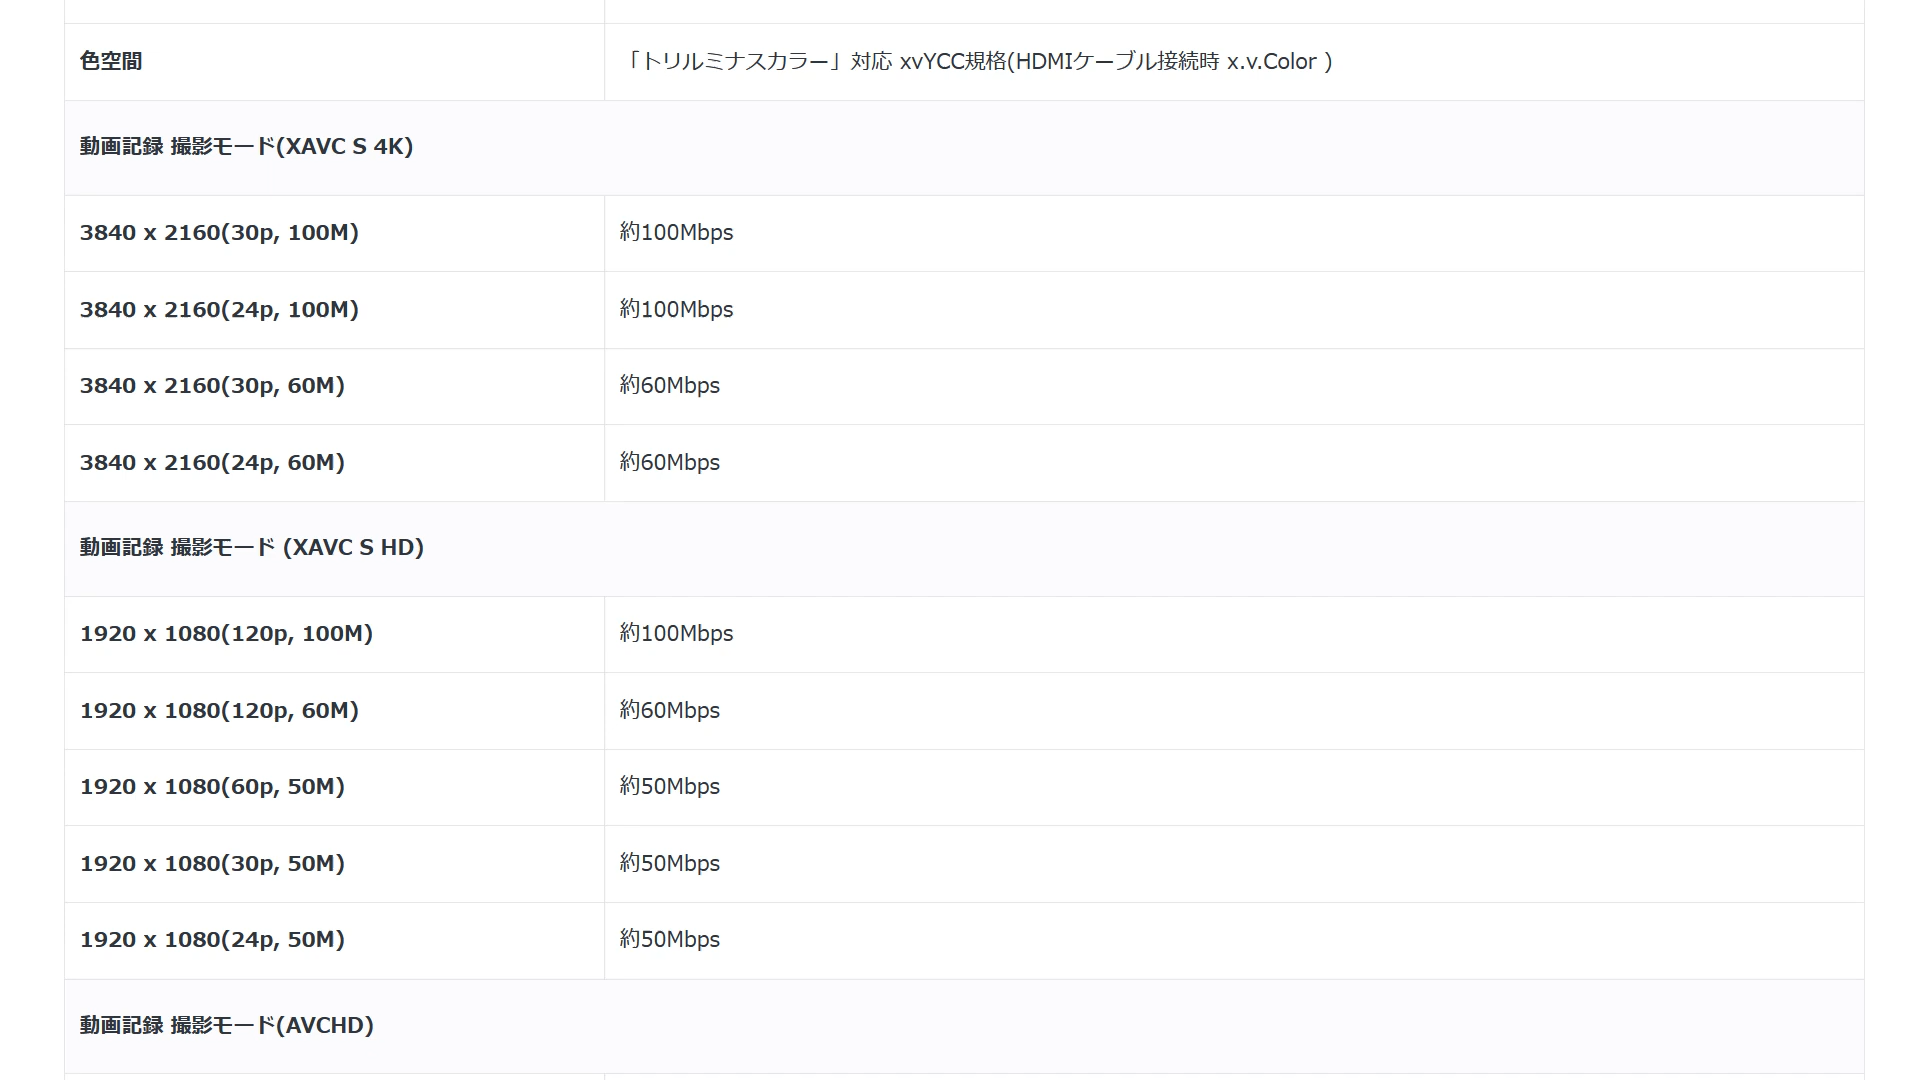 色空間
「トリルミナスカラー」対応 xvYCC規格(HDMIケーブル接続時 x.v.Color )
動画記録 撮影モード(XAVC S 4K)
3840 x 2160(30p, 100M)
約100Mbps
3840 x 2160(24p, 100M)
約100Mbps
3840 x 2160(30p, 60M)
約60Mbps
3840 x 2160(24p, 60M)
約60Mbps
動画記録 撮影モード (XAVC S HD)
1920 x 1080(120p, 100M)
約100Mbps
1920 x 1080(120p, 60M)
約60Mbps
1920 x 1080(60p, 50M)
約50Mbps
1920 x 1080(30p, 50M)
約50Mbps
1920 x 1080(24p, 50M)
約50Mbps
動画記録 撮影モード(AVCHD)